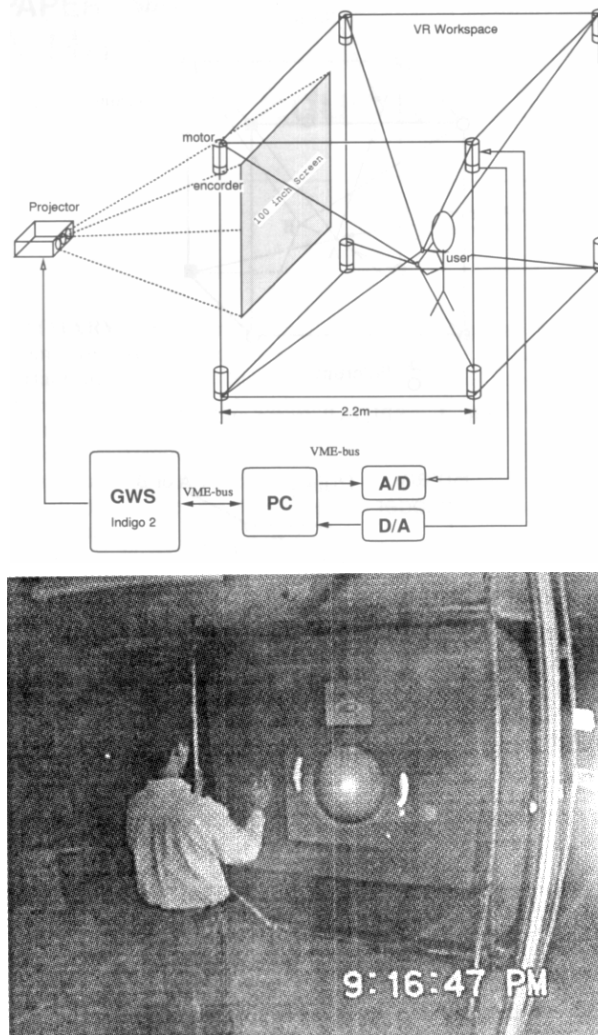 VR Workspace
motor
encorder
100 inch Screen
Projector
user
2.2m
VME-bus
GWS
Indigo 2
VME-bus
PC
A/D
D/A
9:16:47 PM